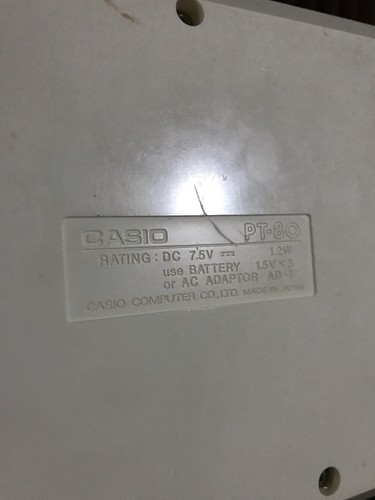 CASIO PT-80
RATING : DC 7.5V ⎓ 1.2W
use BATTERY 1.5V × 5
or AC ADAPTOR AD-1
CASIO COMPUTER CO., LTD. MADE IN JAPAN